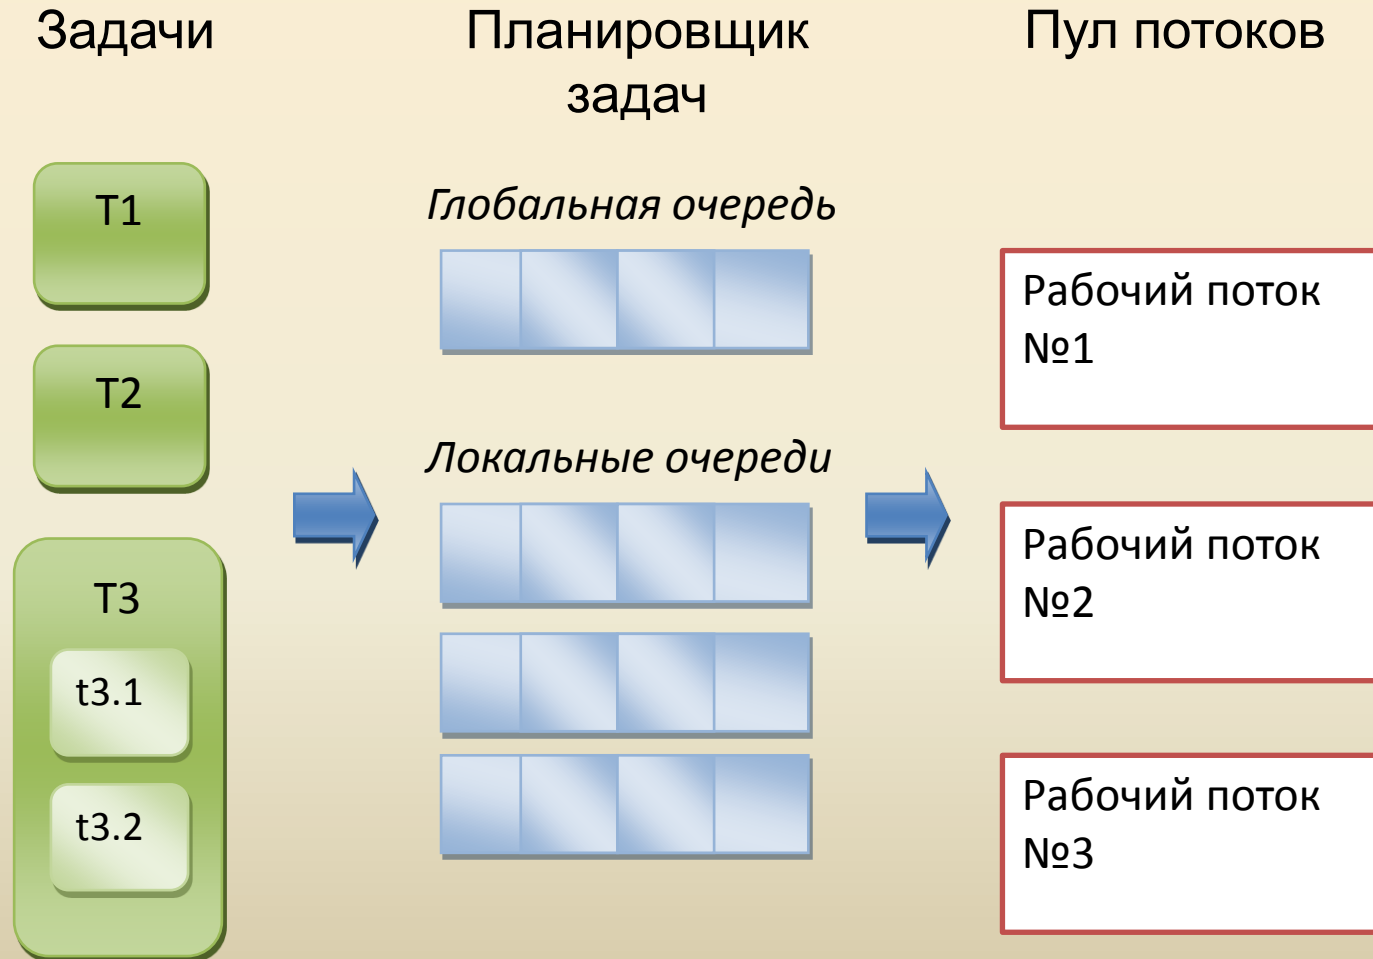 Задачи
Планировщик
задач
Пул потоков
T1
T2
T3
t3.1
t3.2
Глобальная очередь
Локальные очереди
Рабочий поток
№1
Рабочий поток
№2
Рабочий поток
№3